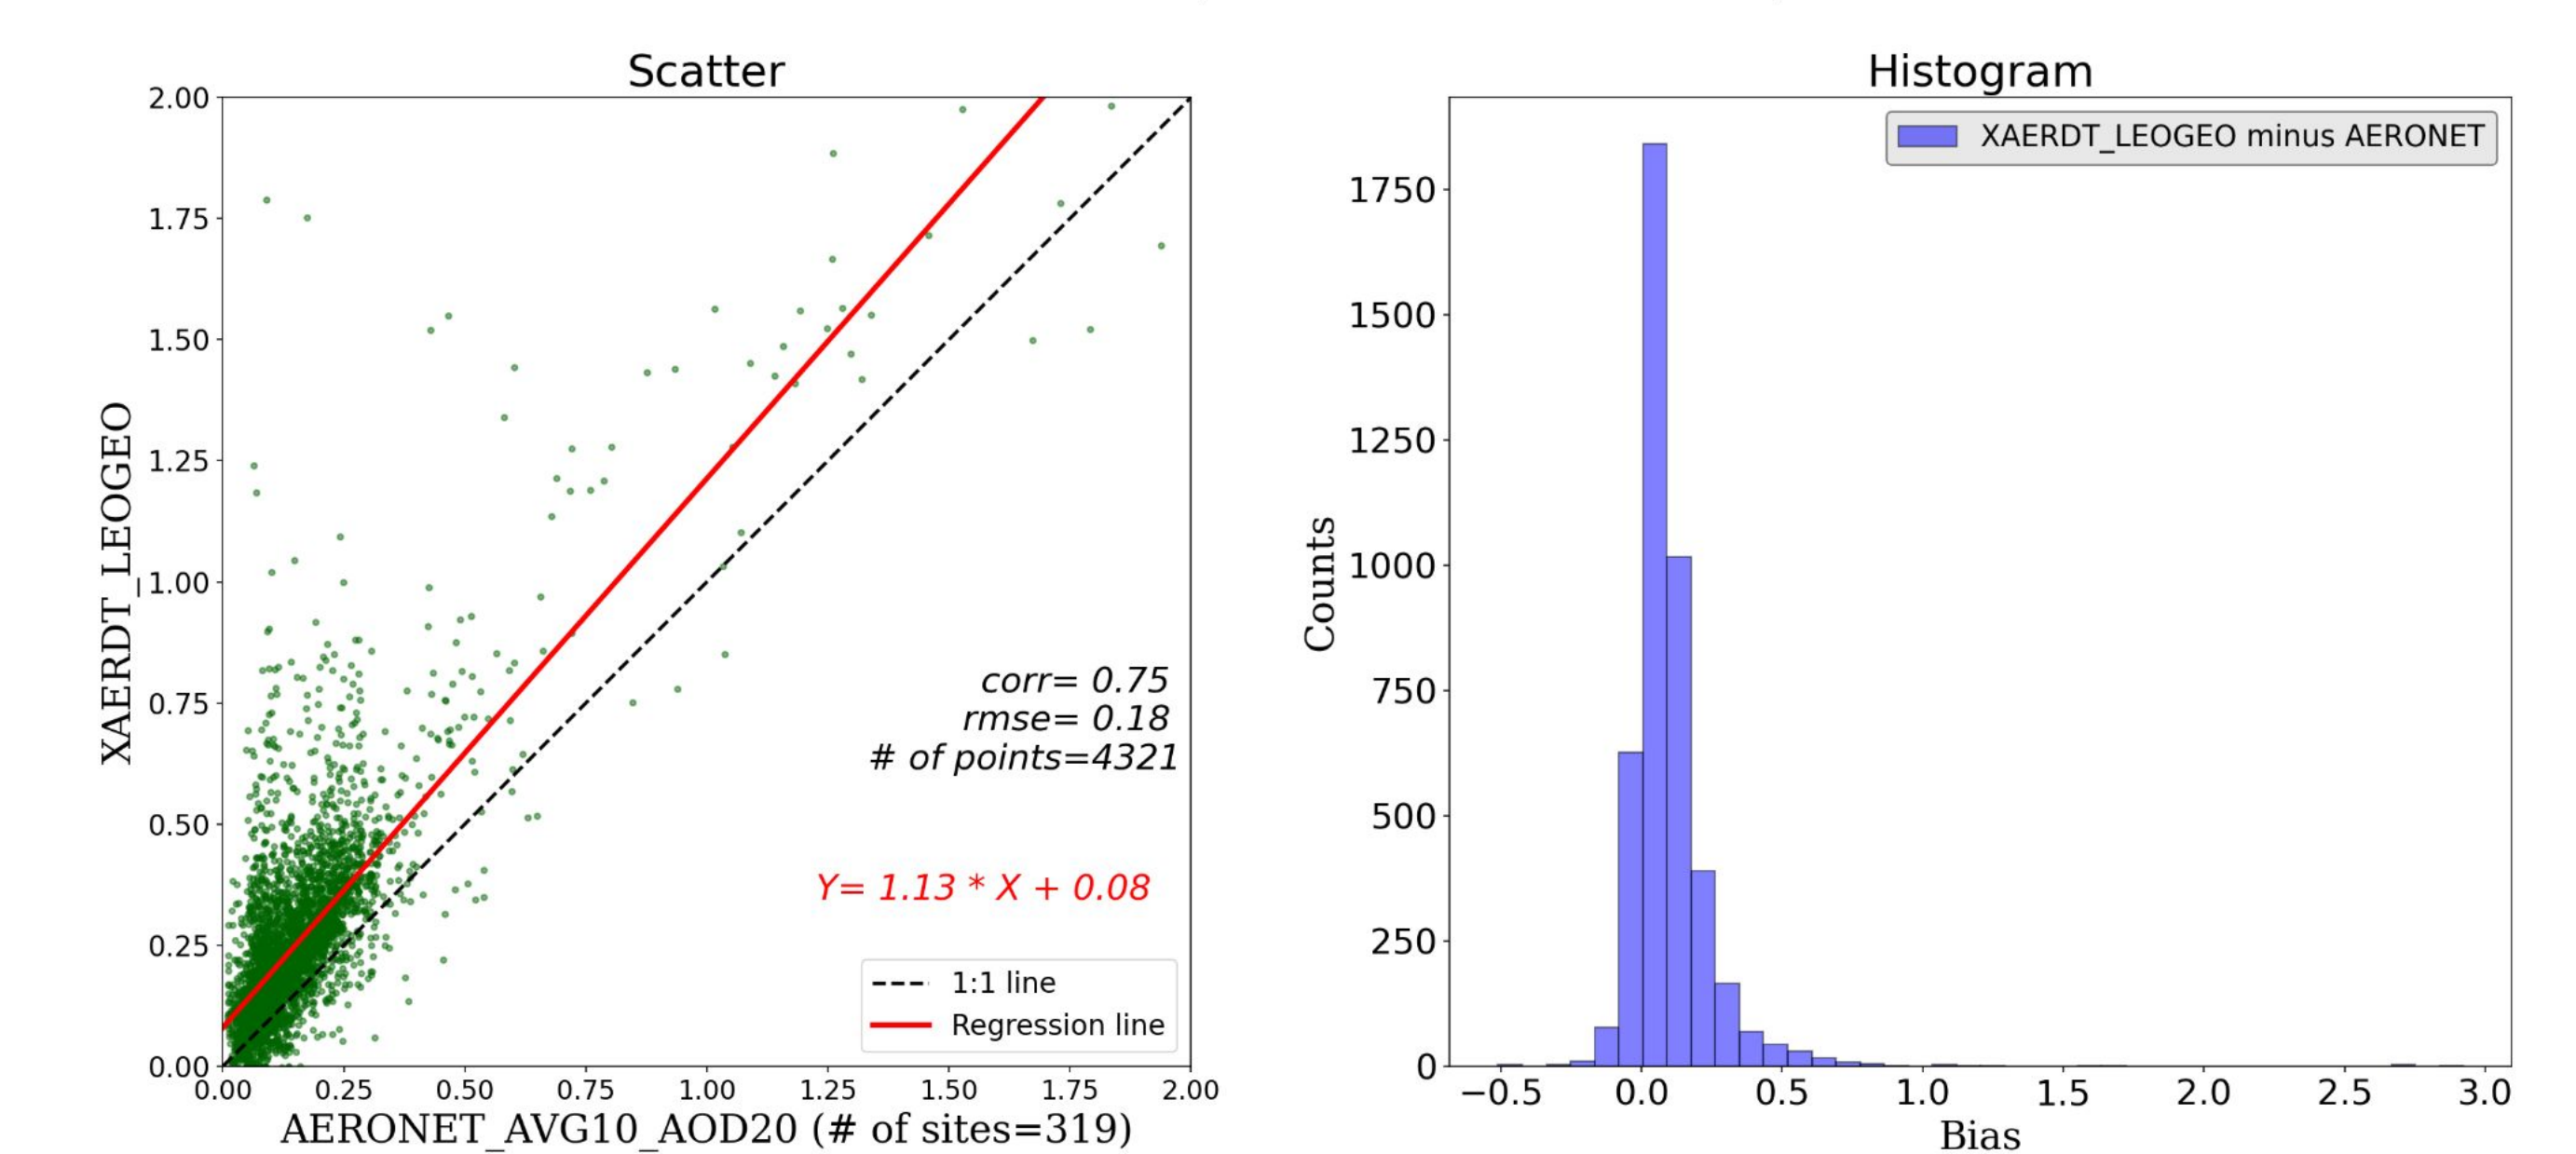 Scatter
2.00
1.75
1.50
1.25
1.00
0.75
0.50
0.25
0.00
XAERDT_LEOGEO
corr= 0.75
rmse= 0.18
# of points=4321
Y= 1.13 * X + 0.08
1:1 line
Regression line
0.00 0.25 0.50 0.75 1.00 1.25 1.50 1.75 2.00
AERONET_AVG10_AOD20 (# of sites=319)
Histogram
XAERDT_LEOGEO minus AERONET
1750
1500
1250
1000
750
500
250
0
Counts
−0.5 0.0 0.5 1.0 1.5 2.0 2.5 3.0
Bias